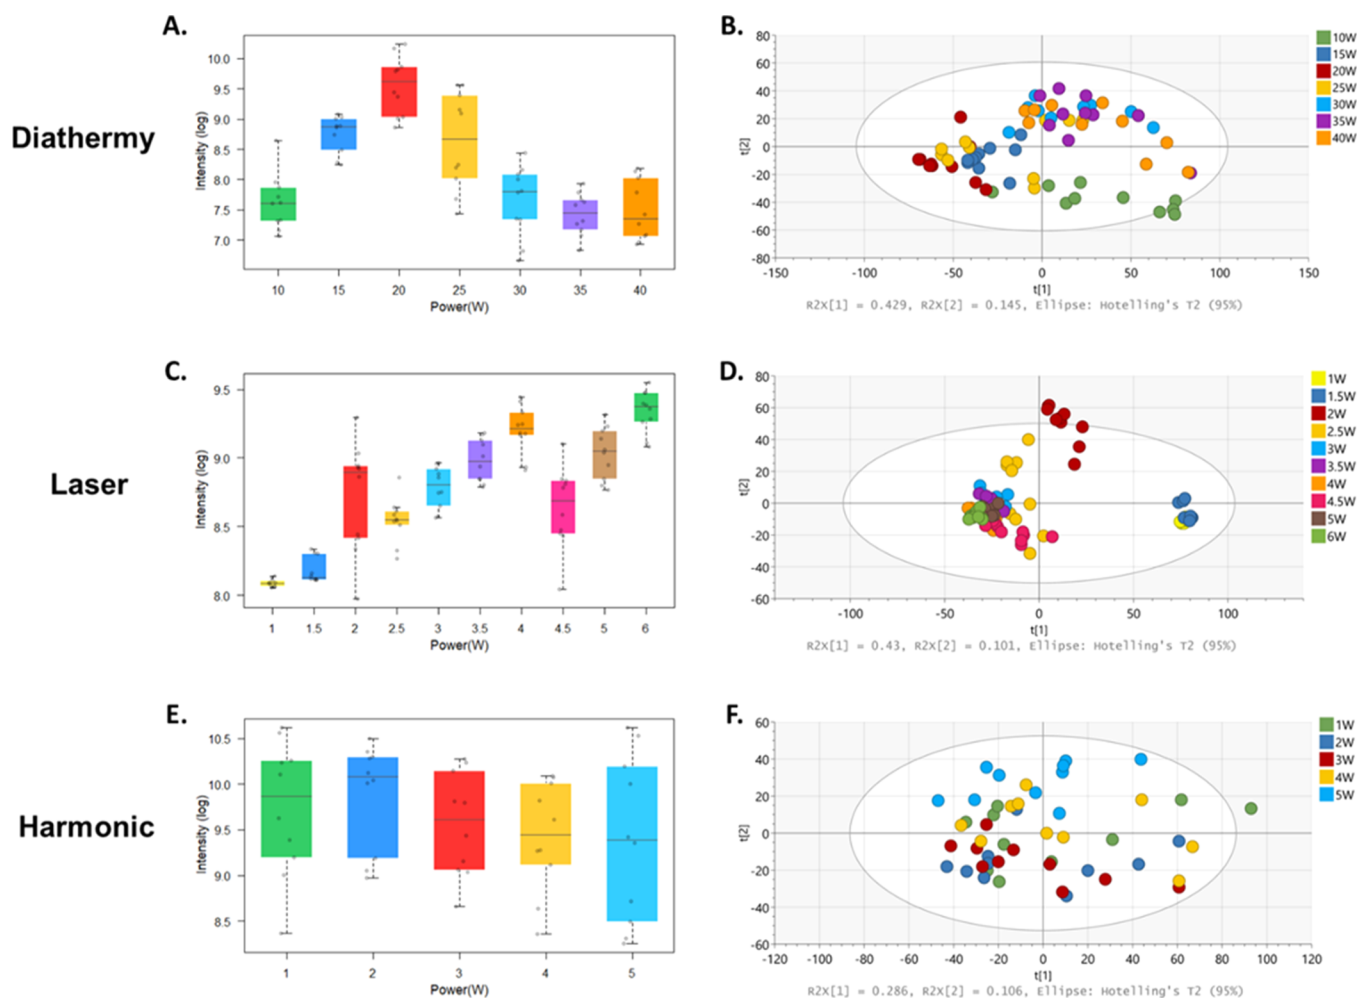 A.
B.
Diathermy
Intensity (log)
10.0
9.5
9.0
8.5
8.0
7.5
7.0
10 15 20 25 30 35 40
Power(W)
t[2]
80
60
40
20
0
-20
-40
-60
-80
-150 -100 -50 0 50 100 150
t[1]
R2X[1] = 0.429, R2X[2] = 0.145, Ellipse: Hotelling's T2 (95%)
10W
15W
20W
25W
30W
35W
40W
C.
D.
Laser
Intensity (log)
9.5
9.0
8.5
8.0
1 1.5 2 2.5 3 3.5 4 4.5 5 6
Power(W)
t[2]
80
60
40
20
0
-20
-40
-60
-100 -50 0 50 100
t[1]
R2X[1] = 0.43, R2X[2] = 0.101, Ellipse: Hotelling's T2 (95%)
1W
1.5W
2W
2.5W
3W
3.5W
4W
4.5W
5W
6W
E.
F.
Harmonic
Intensity (log)
10.5
10.0
9.5
9.0
8.5
1 2 3 4 5
Power(W)
t[2]
60
40
20
0
-20
-40
-60
-120 -100 -80 -60 -40 -20 0 20 40 60 80 100 120
t[1]
R2X[1] = 0.286, R2X[2] = 0.106, Ellipse: Hotelling's T2 (95%)
1W
2W
3W
4W
5W